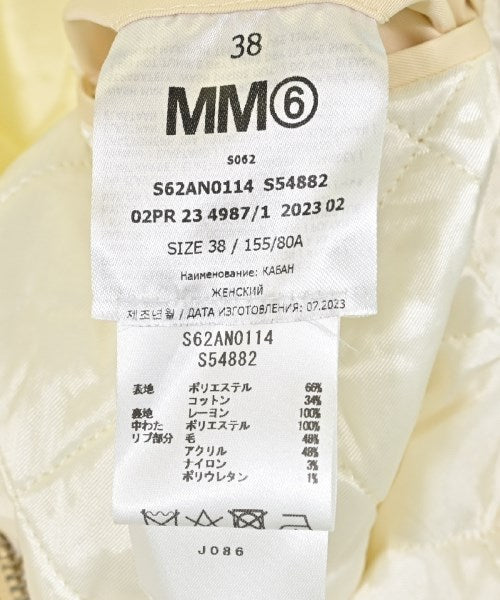 38
MM⑥
S062
S62AN0114 S54882
02PR 23 4987/1 2023 02
SIZE 38 / 155/80A
Наименование: КАБАН
ЖЕНСКИЙ
제조년월 / ДАТА ИЗГОТОВЛЕНИЯ: 07.2023
S62AN0114
S54882
表地 ポリエステル 66%
コットン 34%
裏地 レーヨン 100%
中わた ポリエステル 100%
リブ部分 毛 48%
アクリル 48%
ナイロン 3%
ポリウレタン 1%
J086